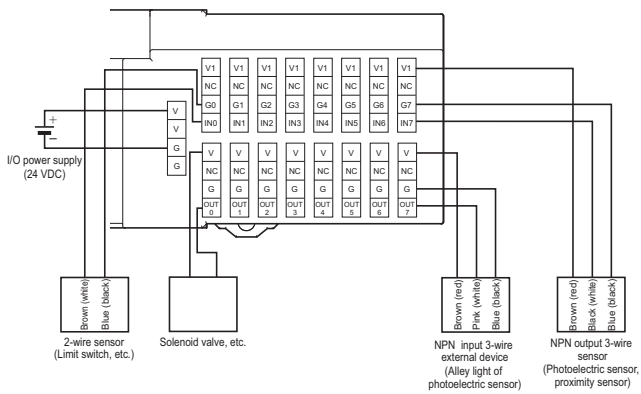 V1 V1 V1 V1 V1 V1 V1 V1
NC NC NC NC NC NC NC NC
G0 G1 G2 G3 G4 G5 G6 G7
IN0 IN1 IN2 IN3 IN4 IN5 IN6 IN7
V
V
G
G
+
−
I/O power supply
(24 VDC)
V V V V V V V V
NC NC NC NC NC NC NC NC
G G G G G G G G
OUT OUT OUT OUT OUT OUT OUT OUT
0 1 2 3 4 5 6 7
Brown (white)
Blue (black)
2-wire sensor
(Limit switch, etc.)
Solenoid valve, etc.
Brown (red)
Pink (white)
Blue (black)
NPN input 3-wire
external device
(Alley light of
photoelectric sensor)
Brown (red)
Black (white)
Blue (black)
NPN output 3-wire
sensor
(Photoelectric sensor,
proximity sensor)